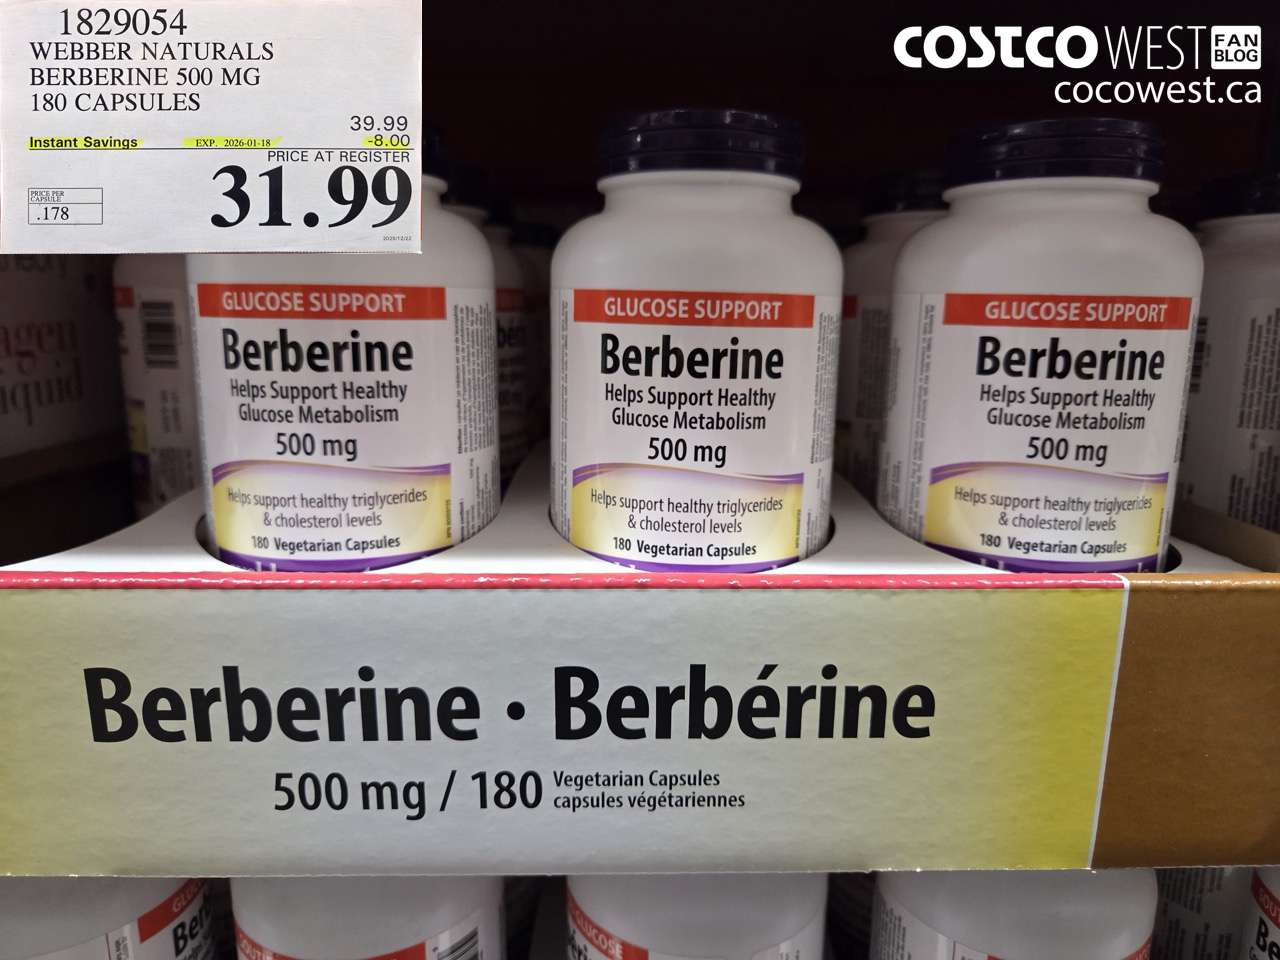 1829054
WEBBER NATURALS
BERBERINE 500 MG
180 CAPSULES
39.99
Instant Savings EXP. 2026-01-18 -8.00
PRICE AT REGISTER
31.99
PRICE PER
CAPSULE
.178
2025/12/22
COSTCO WEST FAN BLOG
cocowest.ca
GLUCOSE SUPPORT
Berberine
Helps Support Healthy
Glucose Metabolism
500 mg
Helps support healthy triglycerides
& cholesterol levels
180 Vegetarian Capsules
GLUCOSE SUPPORT
Berberine
Helps Support Healthy
Glucose Metabolism
500 mg
Helps support healthy triglycerides
& cholesterol levels
180 Vegetarian Capsules
GLUCOSE SUPPORT
Berberine
Helps Support Healthy
Glucose Metabolism
500 mg
Helps support healthy triglycerides
& cholesterol levels
180 Vegetarian Capsules
Berberine · Berbérine
500 mg / 180 Vegetarian Capsules
capsules végétariennes
GLUCOSE